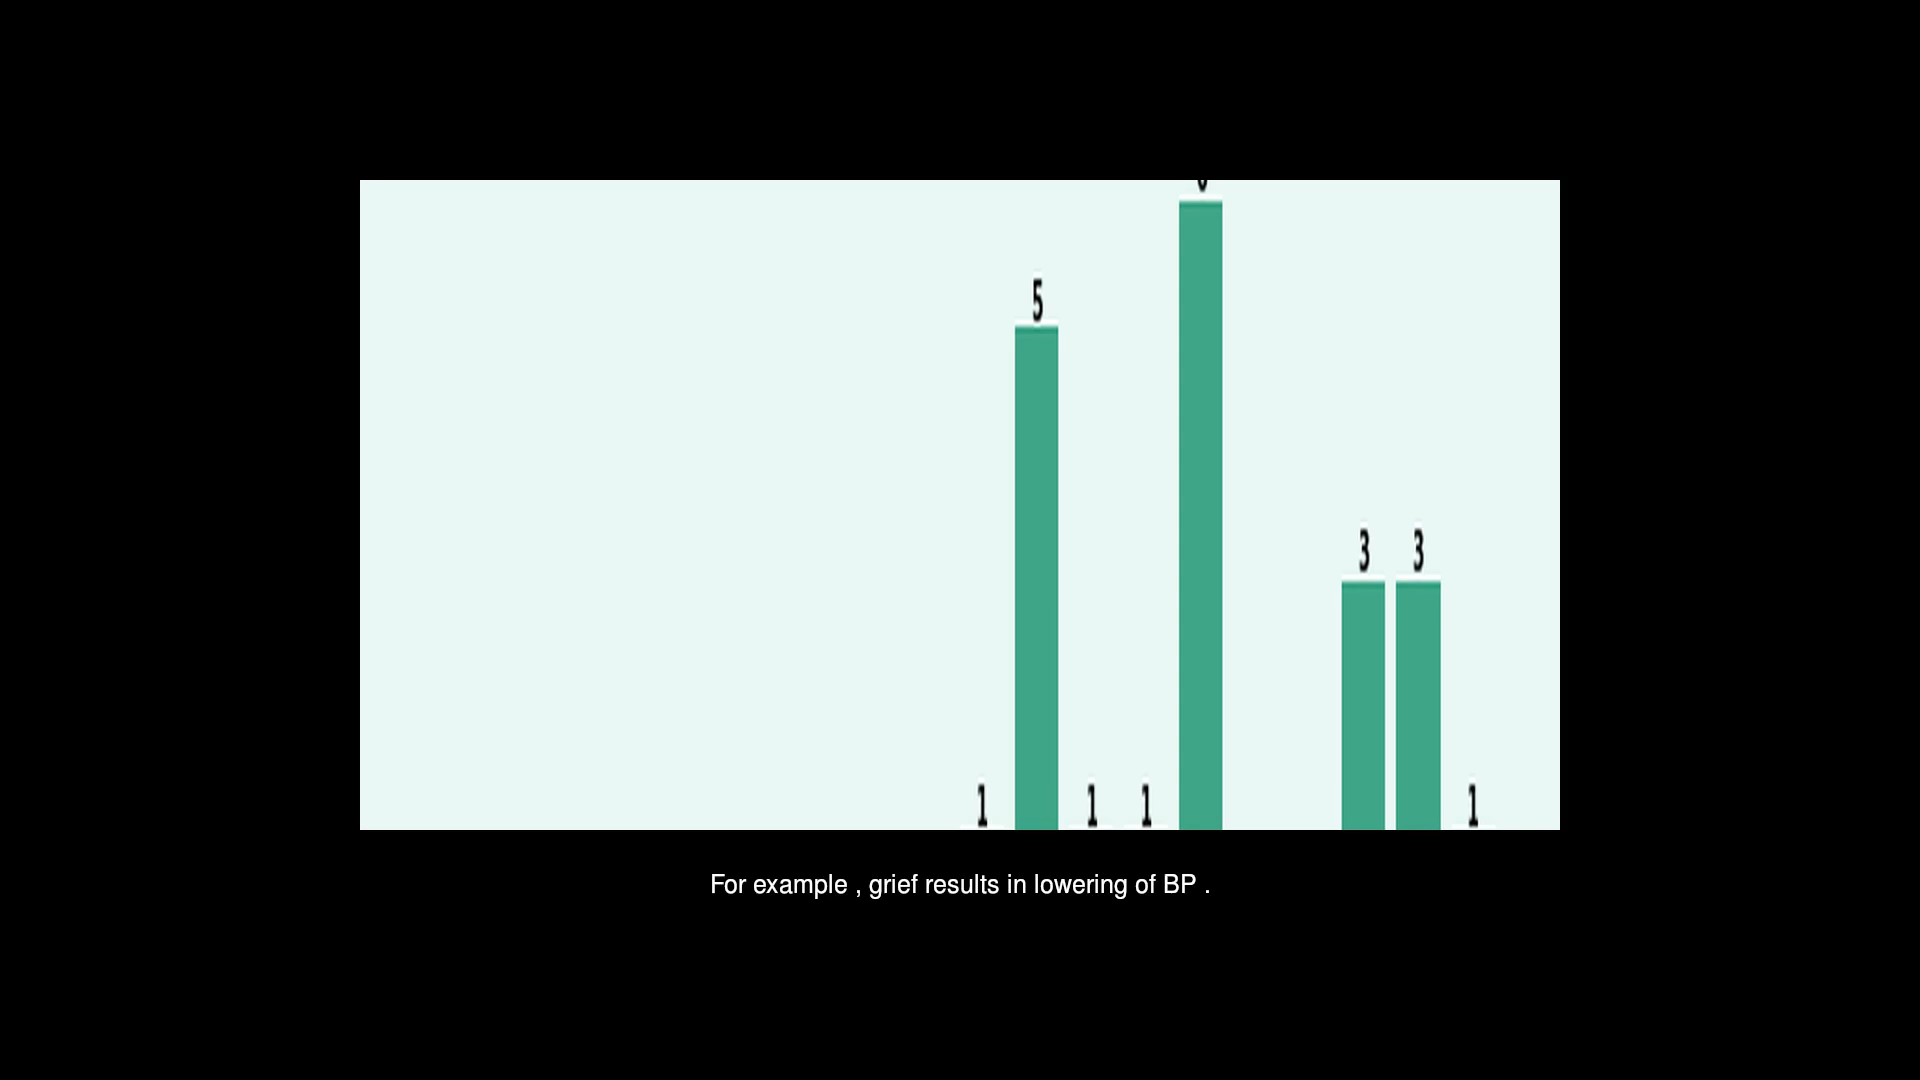 5
3 3
1 1 1 1
For example , grief results in lowering of BP .